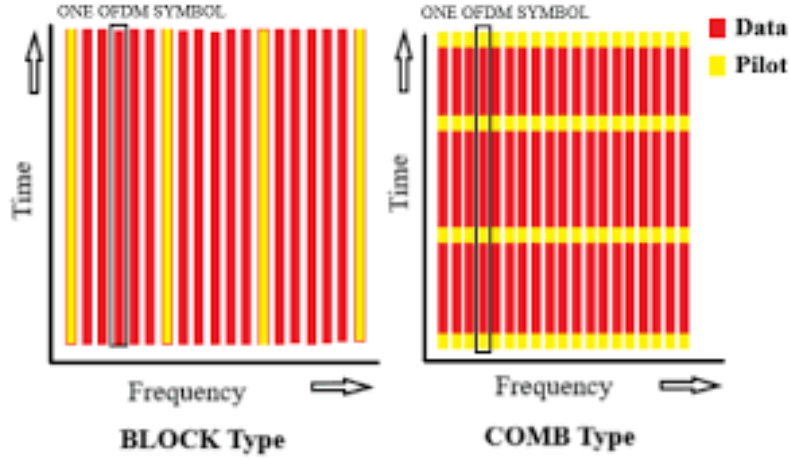 ONE OFDM SYMBOL
ONE OFDM SYMBOL
Data
Pilot
Time
Time
Frequency
Frequency
BLOCK Type
COMB Type